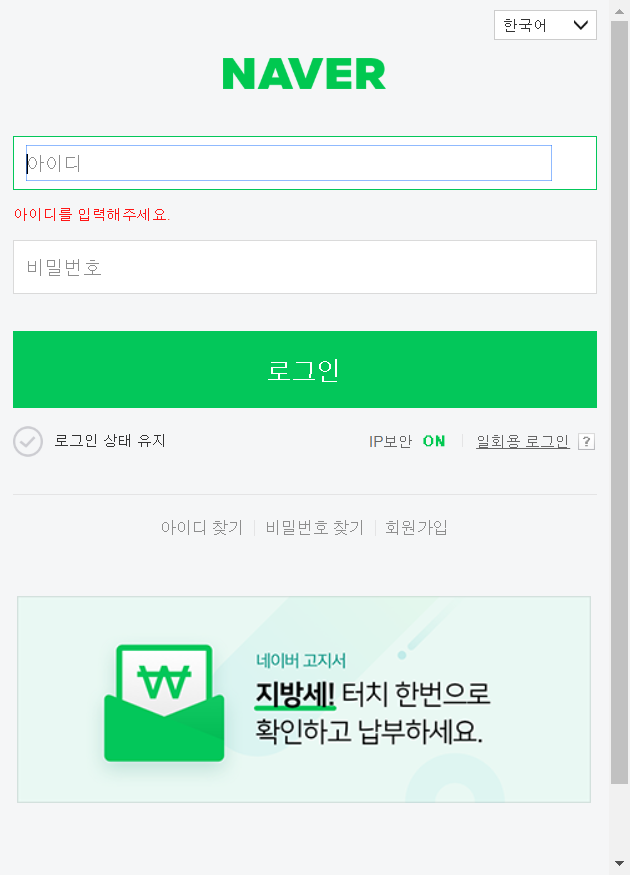 한국어
NAVER
아이디
아이디를 입력해주세요.
비밀번호
로그인
로그인 상태 유지
IP보안 ON
일회용 로그인 ?
아이디 찾기
비밀번호 찾기
회원가입
네이버 고지서
지방세! 터치 한번으로
확인하고 납부하세요.